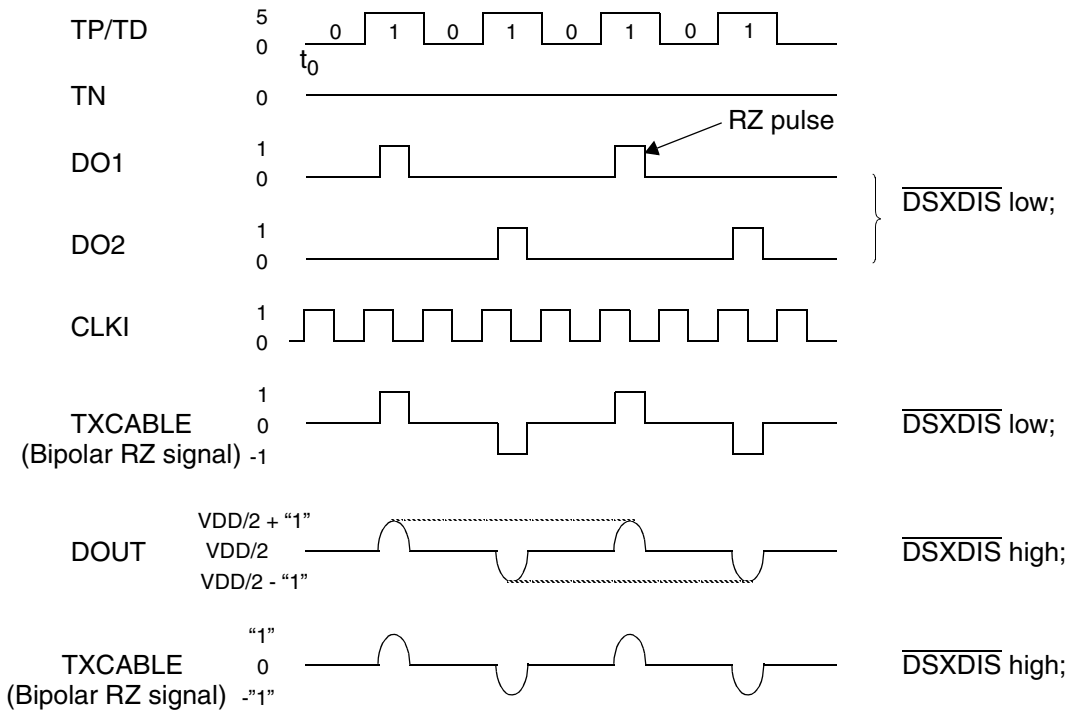 TP/TD 5 0 0 1 0 1 0 1 0 1
t0
TN 0
RZ pulse
DO1 1 0
DSXDIS low;
DO2 1 0
CLKI 1 0
TXCABLE 1 0 -1 DSXDIS low;
(Bipolar RZ signal)
VDD/2 + “1”
DOUT VDD/2 DSXDIS high;
VDD/2 - “1”
“1”
TXCABLE 0 DSXDIS high;
(Bipolar RZ signal) -”1”